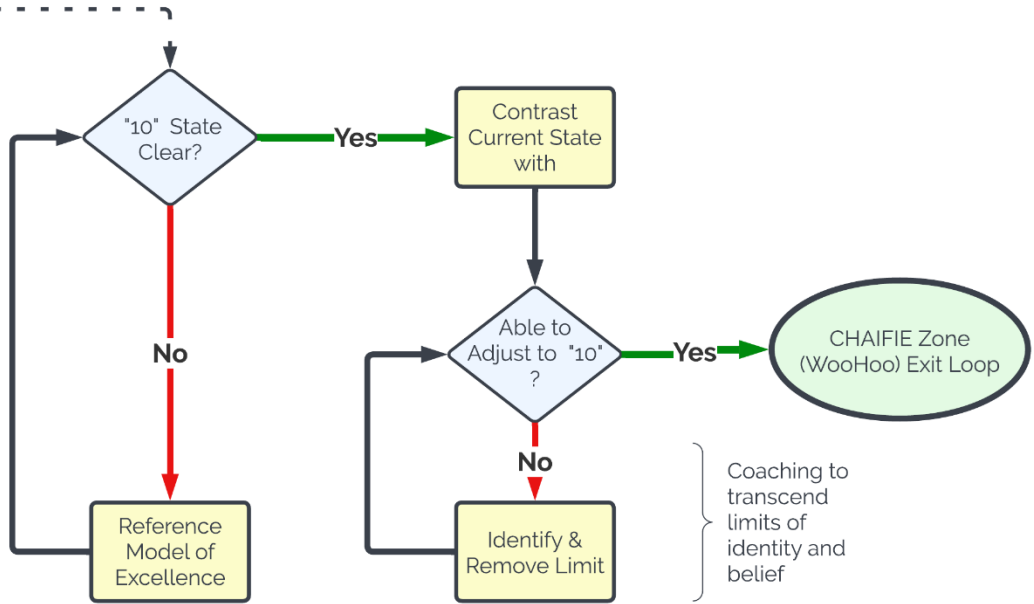 "10" State
Clear?
Yes
Contrast
Current State
with
No
Able to
Adjust to "10"
?
Yes
CHAIFIE Zone
(WooHoo) Exit Loop
No
Reference
Model of
Excellence
Identify &
Remove Limit
Coaching to
transcend
limits of
identity and
belief